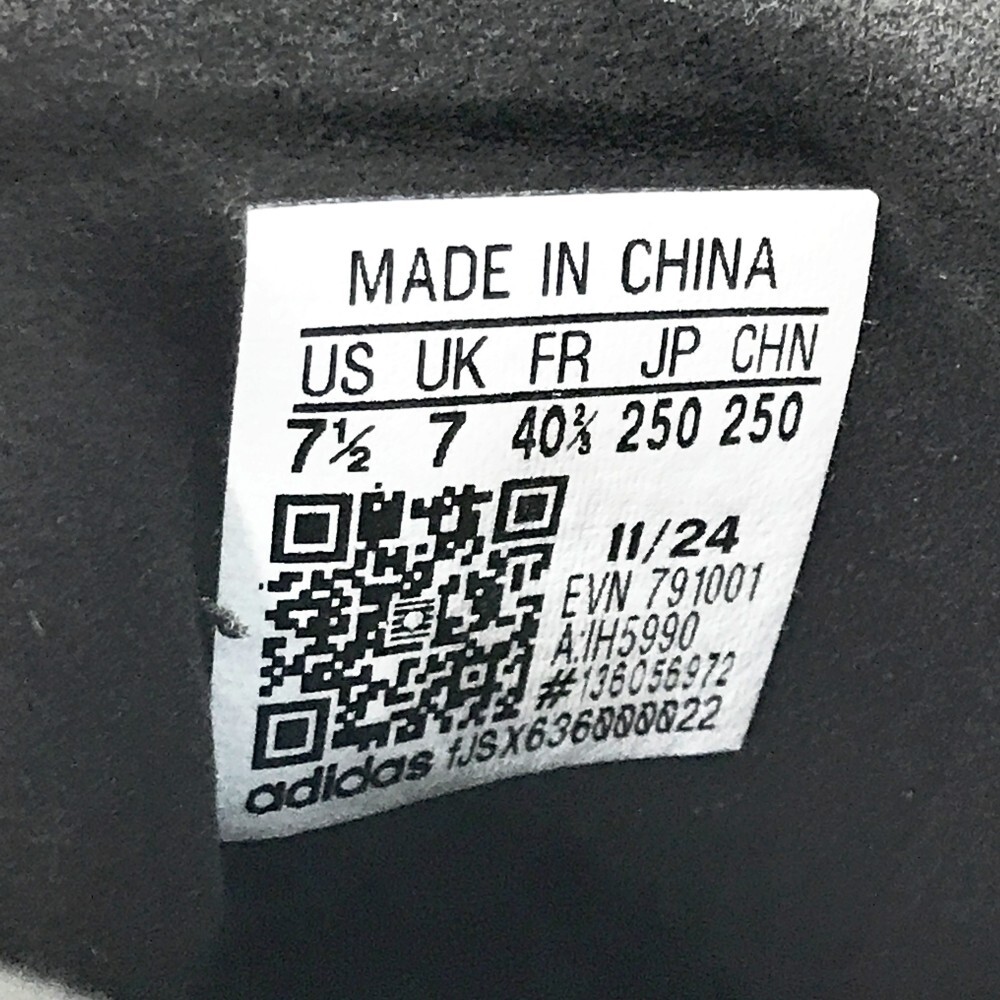 MADE IN CHINA
US UK FR JP CHN
7½ 7 40⅔ 250 250
11/24
EVN 791001
A:IH5990
#136056972
adidas fJSX636000022